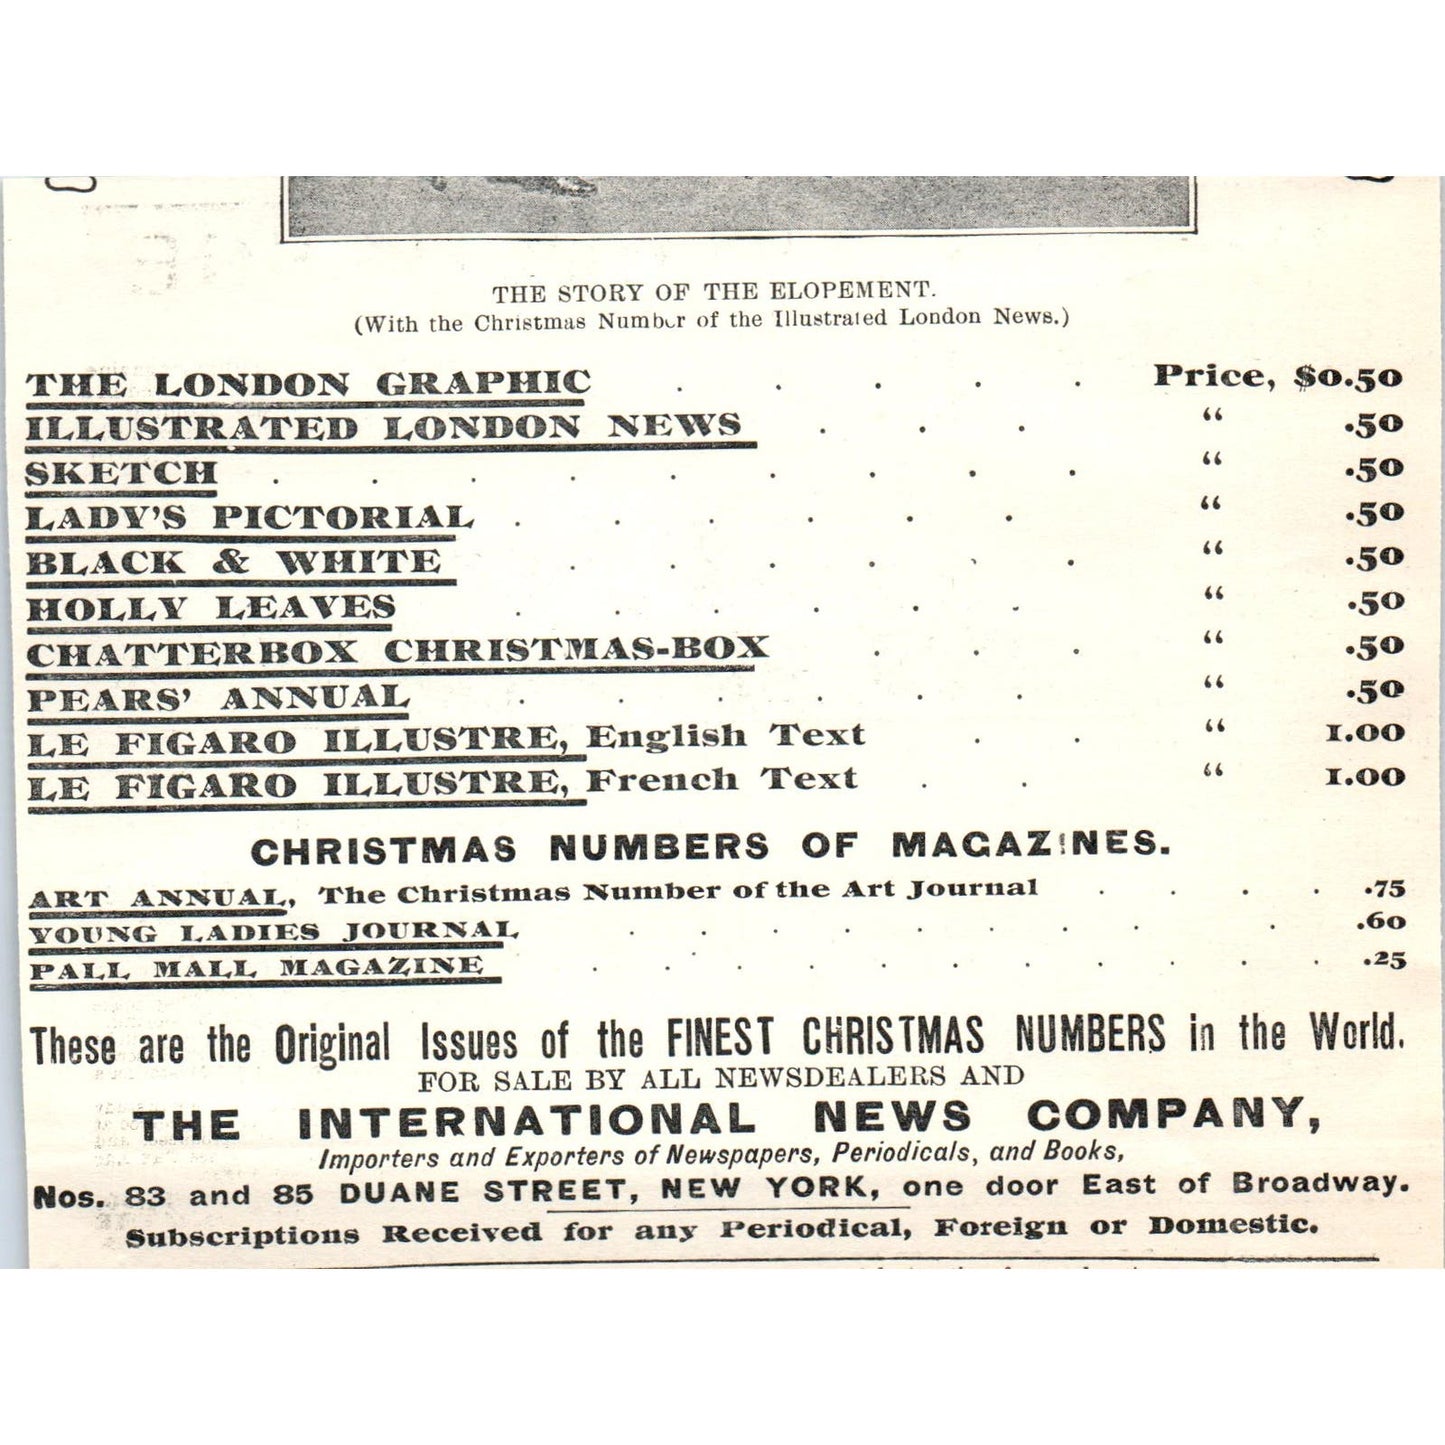 THE STORY OF THE ELOPEMENT.
(With the Christmas Number of the Illustrated London News.)
THE LONDON GRAPHIC . . . . . Price, $0.50
ILLUSTRATED LONDON NEWS . . . “ .50
SKETCH . . . . . . . . . “ .50
LADY'S PICTORIAL . . . . . . “ .50
BLACK & WHITE . . . . . . “ .50
HOLLY LEAVES . . . . . . “ .50
CHATTERBOX CHRISTMAS-BOX . . . “ .50
PEARS' ANNUAL . . . . . . “ .50
LE FIGARO ILLUSTRE, English Text . . “ 1.00
LE FIGARO ILLUSTRE, French Text . . “ 1.00
CHRISTMAS NUMBERS OF MAGAZINES.
ART ANNUAL, The Christmas Number of the Art Journal . . . . .75
YOUNG LADIES JOURNAL . . . . . . . . . .60
PALL MALL MAGAZINE . . . . . . . . . . . .25
These are the Original Issues of the FINEST CHRISTMAS NUMBERS in the World.
FOR SALE BY ALL NEWSDEALERS AND
THE INTERNATIONAL NEWS COMPANY,
Importers and Exporters of Newspapers, Periodicals, and Books,
Nos. 83 and 85 DUANE STREET, NEW YORK, one door East of Broadway.
Subscriptions Received for any Periodical, Foreign or Domestic.